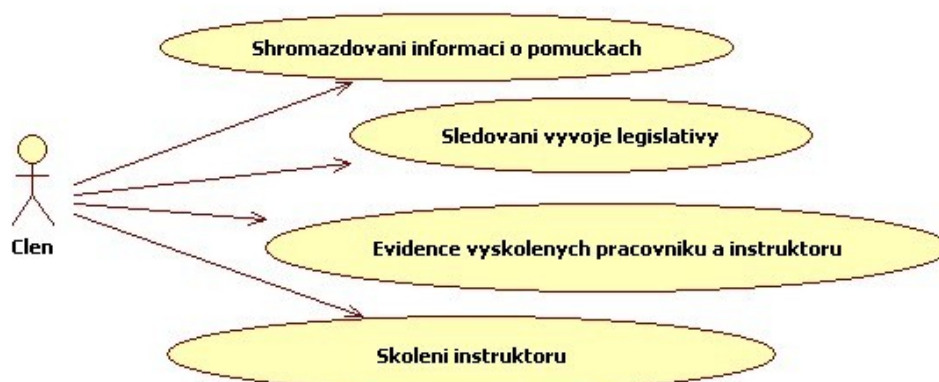 Shromazdovani informaci o pomuckach
Sledovani vyvoje legislativy
Clen
Evidence vyskolenych pracovniku a instruktoru
Skoleni instruktoru